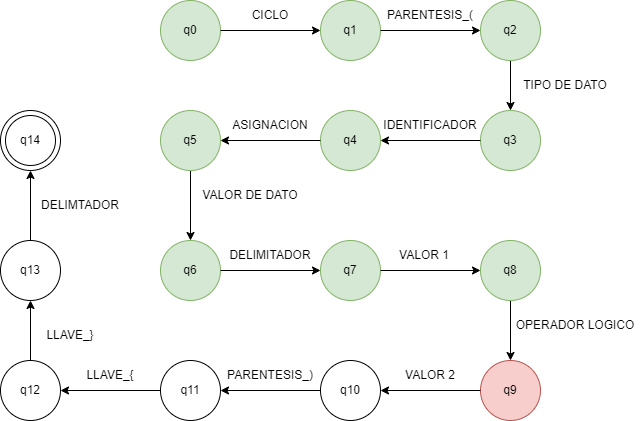 q0
CICLO
q1
PARENTESIS_(
q2
TIPO DE DATO
q14
q5
ASIGNACION
q4
IDENTIFICADOR
q3
DELIMTADOR
VALOR DE DATO
q13
q6
DELIMITADOR
q7
VALOR 1
q8
LLAVE_}
OPERADOR LOGICO
q12
LLAVE_{
q11
PARENTESIS_)
q10
VALOR 2
q9